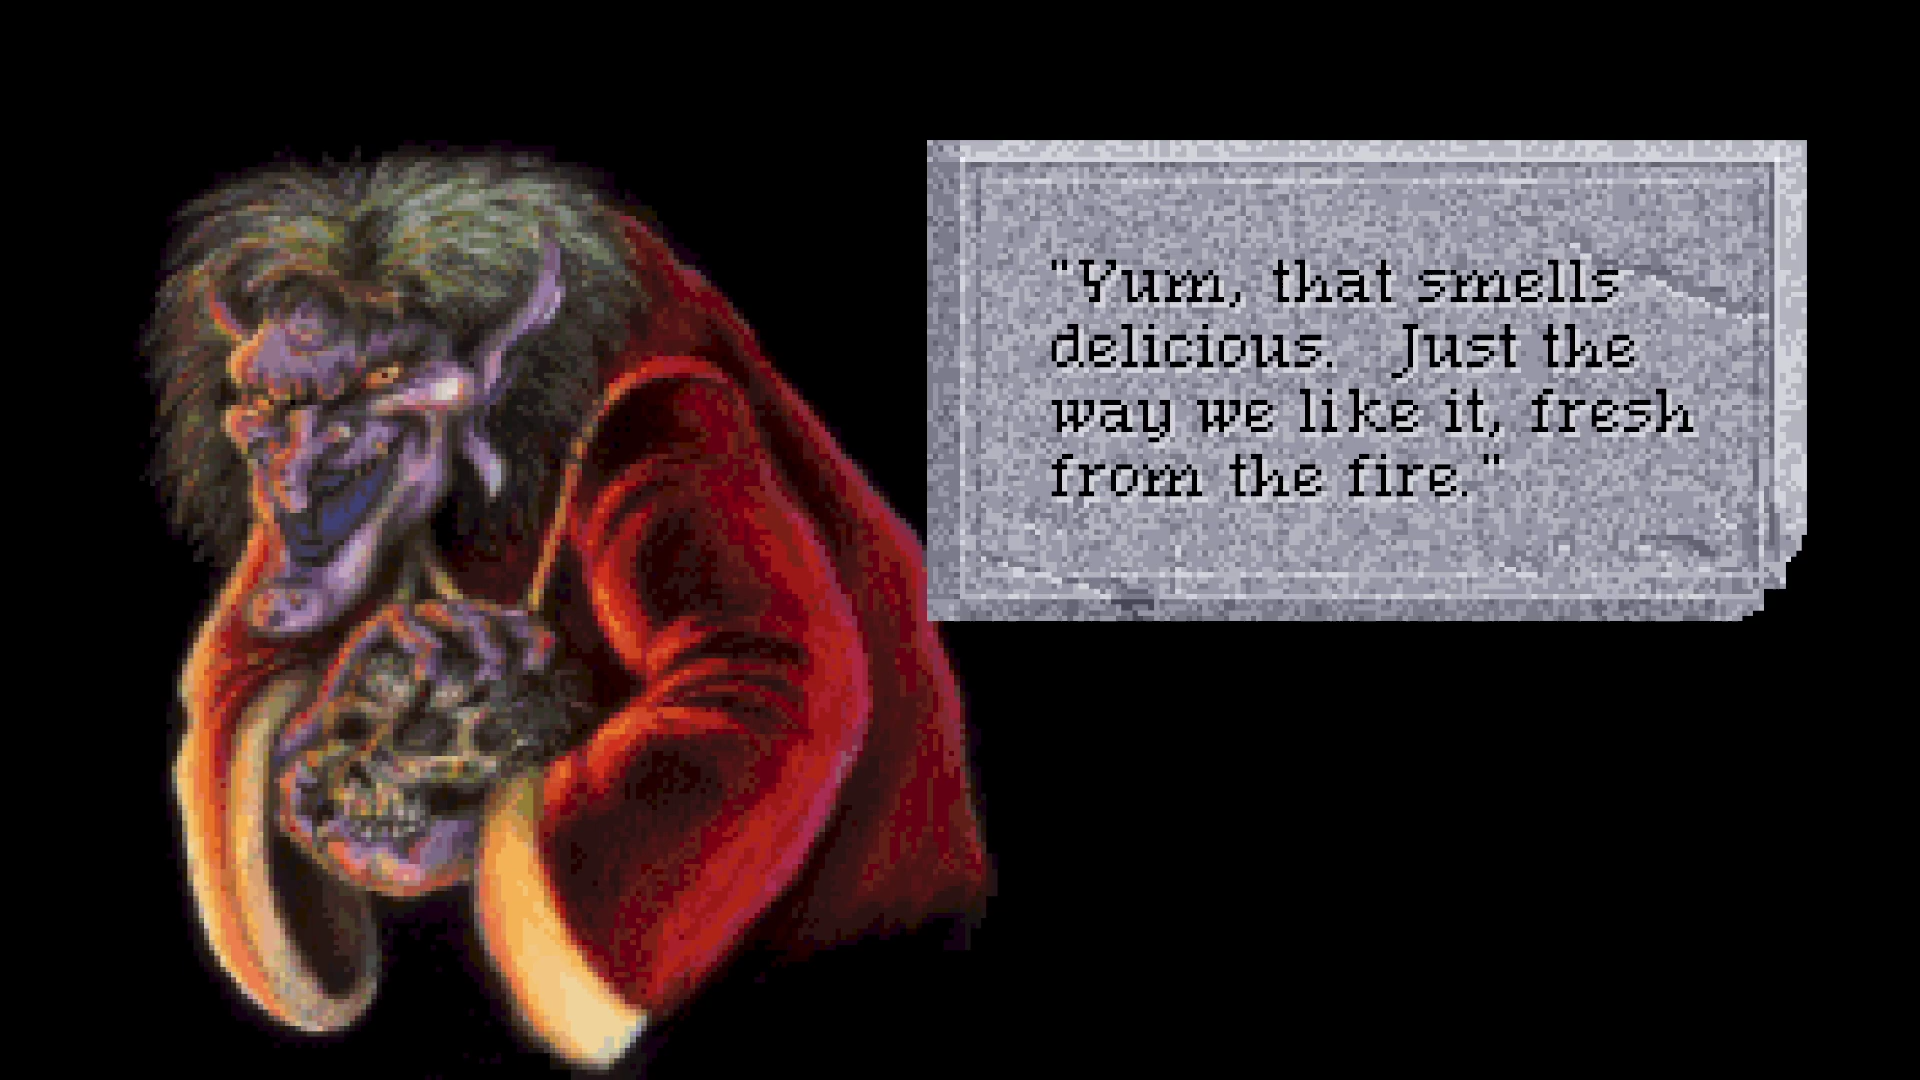 "Yum, that smells
delicious.  Just the
way we like it, fresh
from the fire."